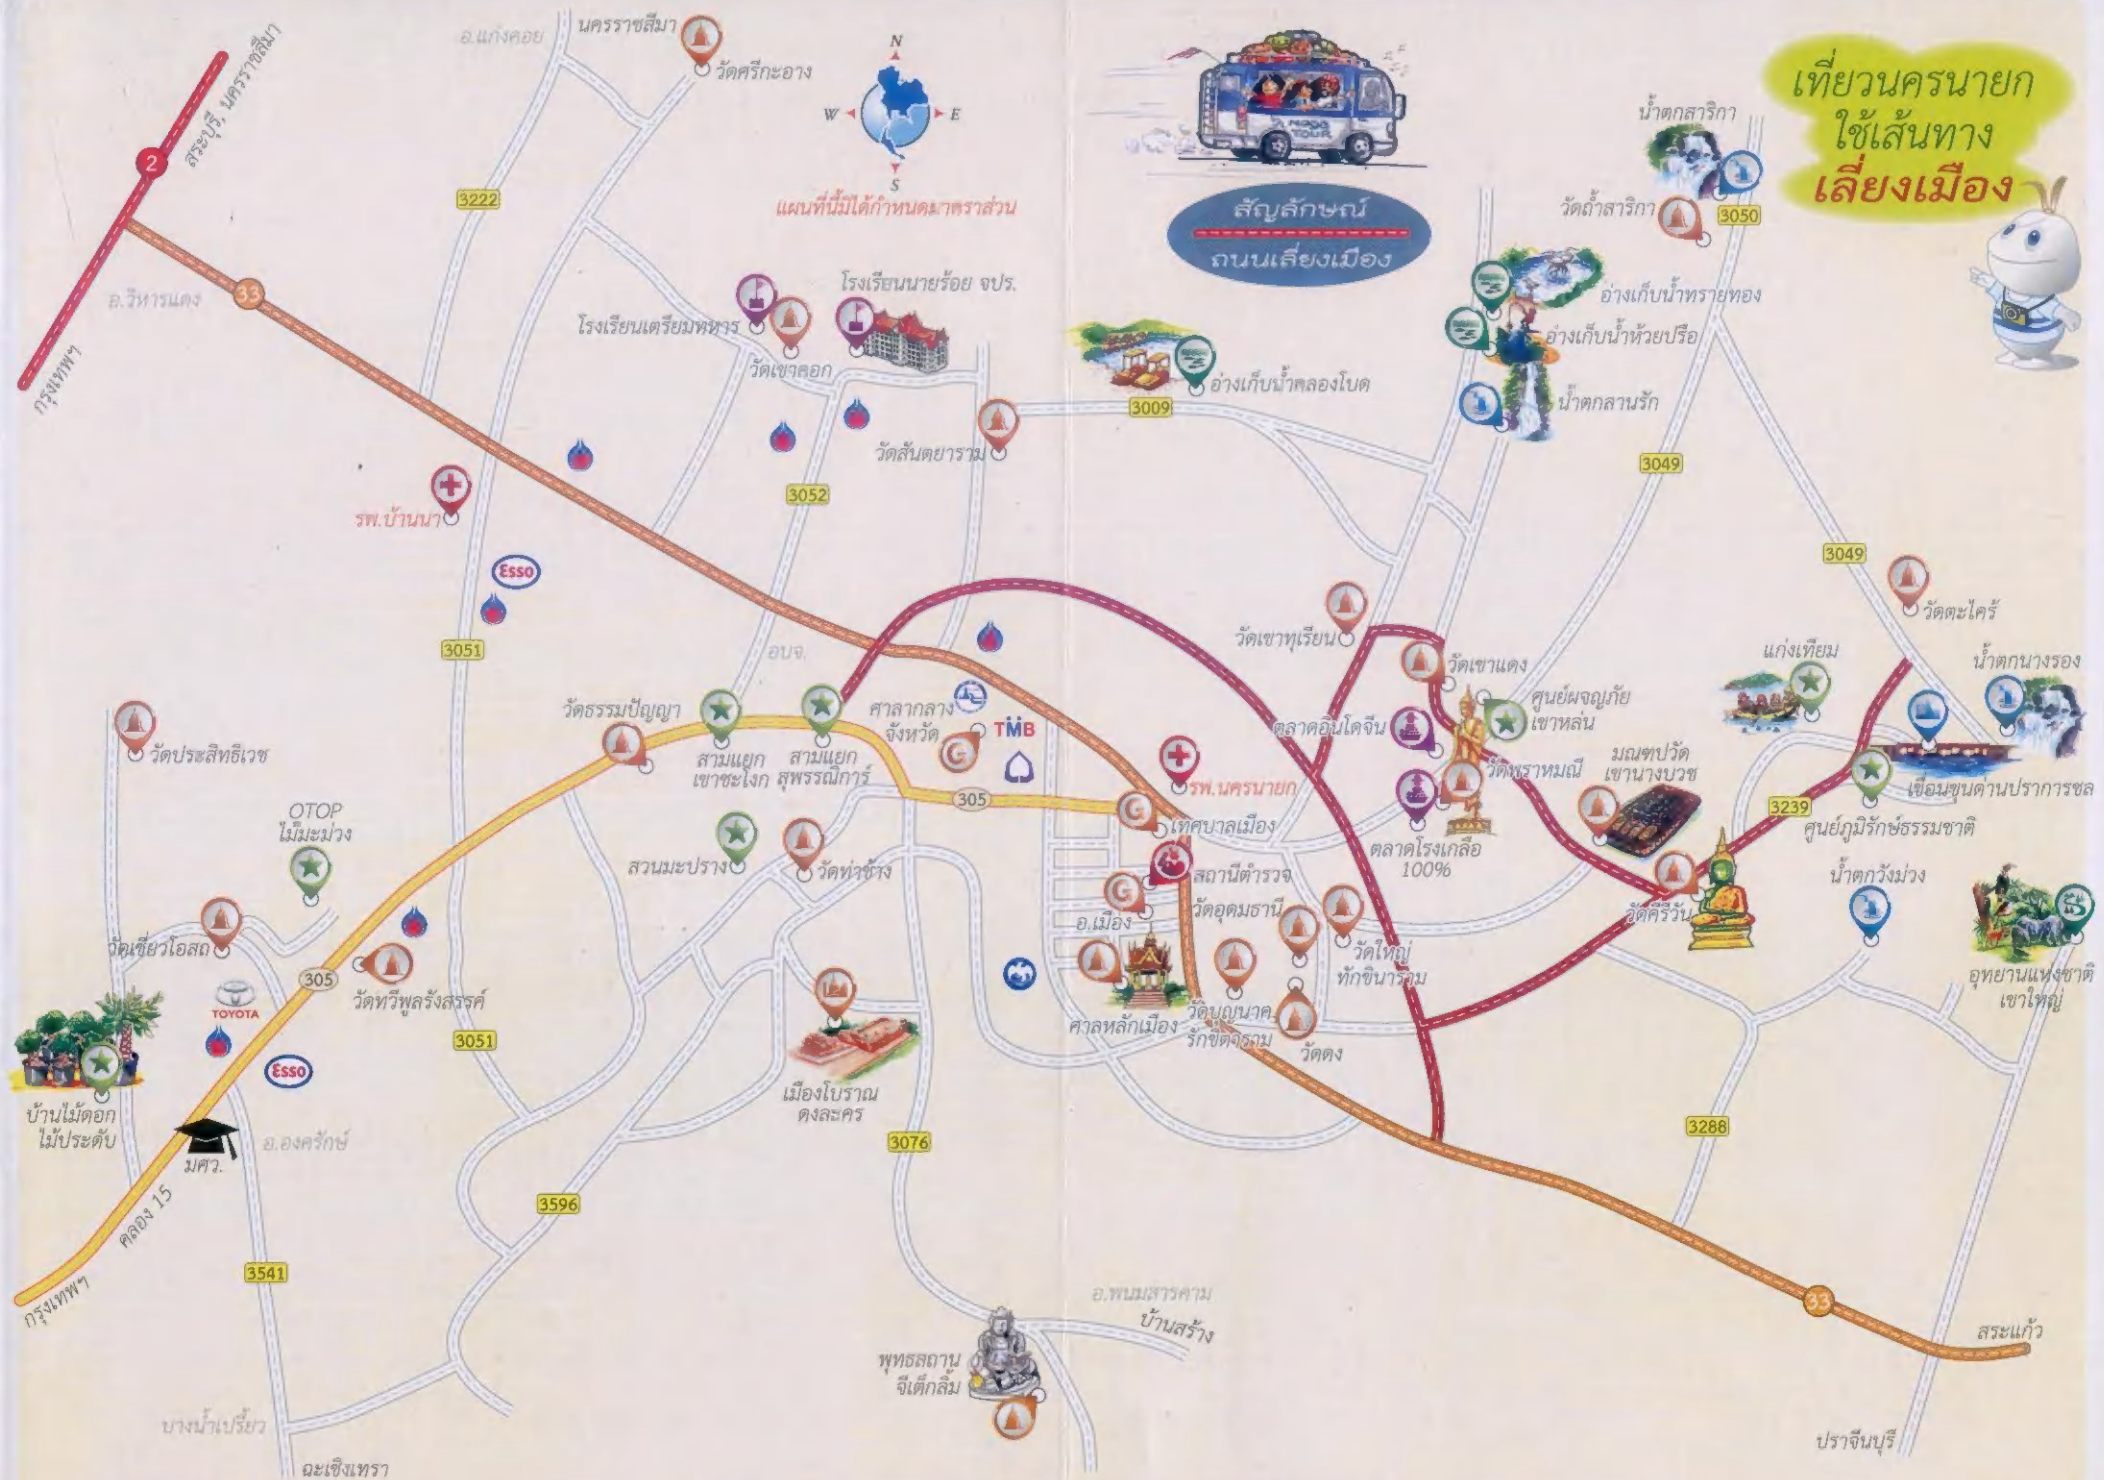 เที่ยวนครนายก
ใช้เส้นทาง
เลี่ยงเมือง
สัญลักษณ์
ถนนเลี่ยงเมือง
N
W
E
S
แผนที่นี้มิได้กำหนดมาตราส่วน
TOUR
สระบุรี, นครราชสีมา
2
กรุงเทพฯ
33
อ.วิหารแดง
อ.แก่งคอย
นครราชสีมา
วัดศรีกะอาง
3222
โรงเรียนเตรียมทหาร
วัดเขาคอก
โรงเรียนนายร้อย จปร.
วัดสันตยาราม
3052
3009
อ่างเก็บน้ำคลองโบด
น้ำตกสาริกา
วัดถ้ำสาริกา
3050
อ่างเก็บน้ำทรายทอง
อ่างเก็บน้ำห้วยปรือ
น้ำตกลานรัก
3049
3049
วัดตะไคร้
แก่งเทียม
น้ำตกนางรอง
รพ.บ้านนา
Esso
3051
อบจ.
วัดธรรมปัญญา
สามแยก
เขาชะโงก
สามแยก
สุพรรณิการ์
ศาลากลาง
จังหวัด
TMB
G
305
วัดเขาทุเรียน
วัดเขาแดง
ศูนย์ผจญภัย
เขาหล่น
ตลาดอินโดจีน
วัดพราหมณี
ตลาดโรงเกลือ
100%
มณฑปวัด
เขานางบวช
3239
เขื่อนขุนด่านปราการชล
ศูนย์ภูมิรักษ์ธรรมชาติ
วัดคีรีวัน
น้ำตกวังม่วง
อุทยานแห่งชาติ
เขาใหญ่
รพ.นครนายก
G
เทศบาลเมือง
สถานีตำรวจ
G
อ.เมือง
วัดอุดมธานี
วัดใหญ่
ทักขินาราม
ศาลหลักเมือง
วัดบุญนาค
รักขิตาราม
วัดดง
วัดประสิทธิเวช
OTOP
ไม้มะม่วง
สวนมะปราง
วัดท่าช้าง
วัดเขียวโอสถ
305
วัดทวีพูลรังสรรค์
TOYOTA
Esso
3051
บ้านไม้ดอก
ไม้ประดับ
มศว.
อ.องครักษ์
คลอง 15
กรุงเทพฯ
3541
3596
เมืองโบราณ
ดงละคร
3076
3288
33
สระแก้ว
อ.พนมสารคาม
บ้านสร้าง
พุทธสถาน
จีเต็กลิ้ม
บางน้ำเปรี้ยว
ฉะเชิงเทรา
ปราจีนบุรี